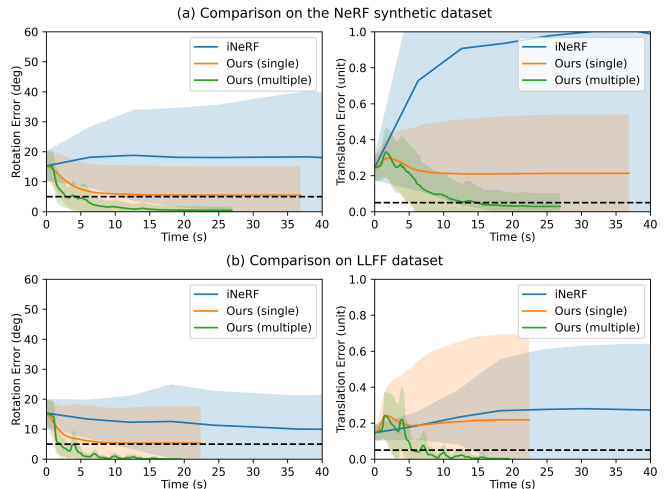 (a) Comparison on the NeRF synthetic dataset
Rotation Error (deg)
60
50
40
30
20
10
0
iNeRF
Ours (single)
Ours (multiple)
0 5 10 15 20 25 30 35 40
Time (s)
Translation Error (unit)
1.0
0.8
0.6
0.4
0.2
0.0
iNeRF
Ours (single)
Ours (multiple)
0 5 10 15 20 25 30 35 40
Time (s)
(b) Comparison on LLFF dataset
Rotation Error (deg)
60
50
40
30
20
10
0
iNeRF
Ours (single)
Ours (multiple)
0 5 10 15 20 25 30 35 40
Time (s)
Translation Error (unit)
1.0
0.8
0.6
0.4
0.2
0.0
iNeRF
Ours (single)
Ours (multiple)
0 5 10 15 20 25 30 35 40
Time (s)